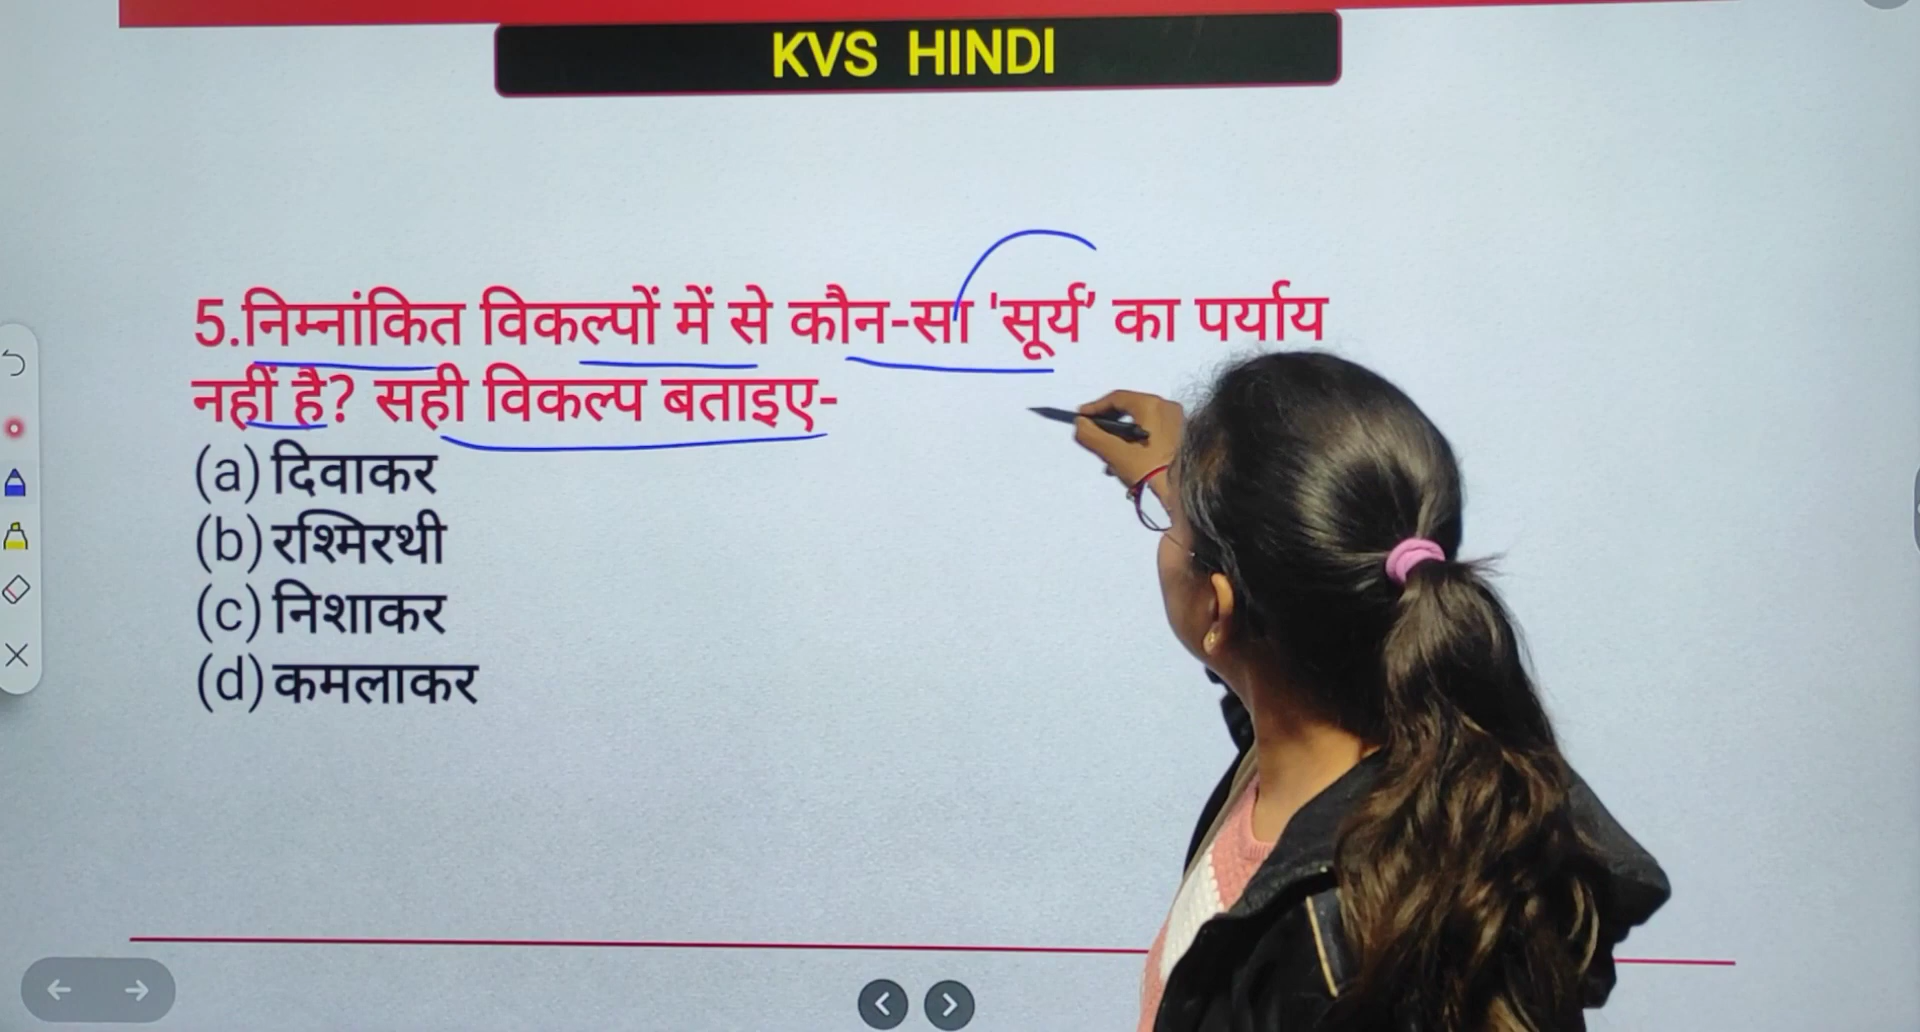 KVS HINDI
5.निम्नांकित विकल्पों में से कौन-सा 'सूर्य’ का पर्याय
नहीं है? सही विकल्प बताइए-
(a) दिवाकर
(b) रश्मिरथी
(c) निशाकर
(d) कमलाकर